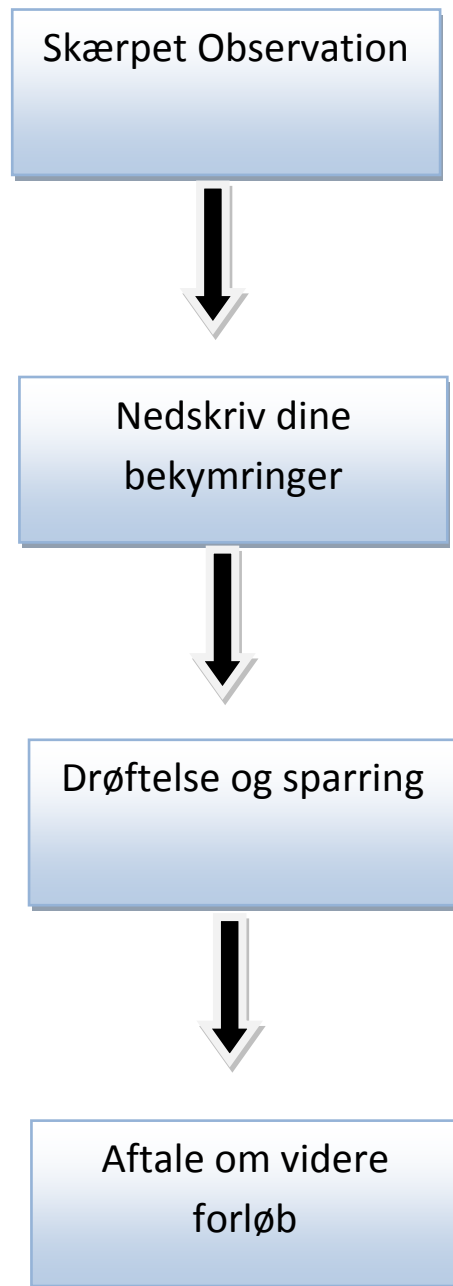 Skærpet Observation
Nedskriv dine
bekymringer
Drøftelse og sparring
Aftale om videre
forløb